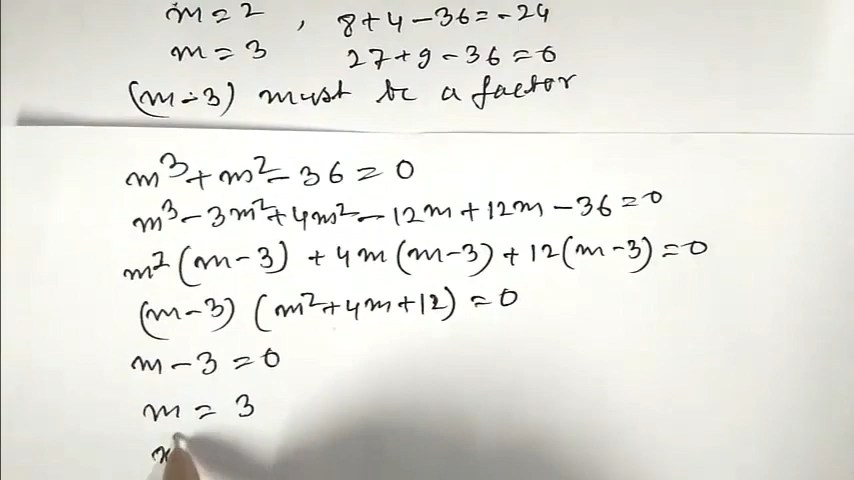 m = 2 , 8 + 4 - 36 = - 24
m = 3 27 + 9 - 36 = 0
(m - 3) must be a factor
m³ + m² - 36 = 0
m³ - 3m² + 4m² - 12m + 12m - 36 = 0
m² (m - 3) + 4m (m - 3) + 12 (m - 3) = 0
(m - 3) (m² + 4m + 12) = 0
m - 3 = 0
m = 3
x